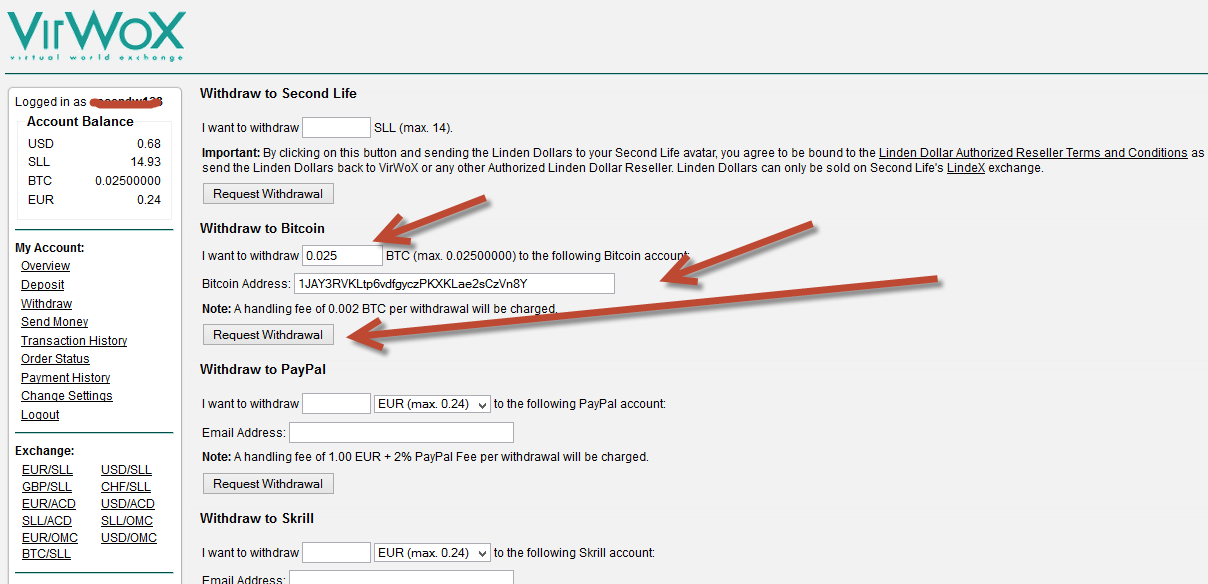 VirWoX
virtual world exchange
Logged in as
Account Balance
USD 0.68
SLL 14.93
BTC 0.02500000
EUR 0.24
My Account:
Overview
Deposit
Withdraw
Send Money
Transaction History
Order Status
Payment History
Change Settings
Logout
Exchange:
EUR/SLL USD/SLL
GBP/SLL CHF/SLL
EUR/ACD USD/ACD
SLL/ACD SLL/OMC
EUR/OMC USD/OMC
BTC/SLL
Withdraw to Second Life
I want to withdraw SLL (max. 14).
Important: By clicking on this button and sending the Linden Dollars to your Second Life avatar, you agree to be bound to the Linden Dollar Authorized Reseller Terms and Conditions as
send the Linden Dollars back to VirWoX or any other Authorized Linden Dollar Reseller. Linden Dollars can only be sold on Second Life's LindeX exchange.
Request Withdrawal
Withdraw to Bitcoin
I want to withdraw 0.025 BTC (max. 0.02500000) to the following Bitcoin account:
Bitcoin Address: 1JAY3RVKLtp6vdfgyczPKXKLae2sCzVn8Y
Note: A handling fee of 0.002 BTC per withdrawal will be charged.
Request Withdrawal
Withdraw to PayPal
I want to withdraw EUR (max. 0.24) to the following PayPal account:
Email Address:
Note: A handling fee of 1.00 EUR + 2% PayPal Fee per withdrawal will be charged.
Request Withdrawal
Withdraw to Skrill
I want to withdraw EUR (max. 0.24) to the following Skrill account:
Email Address: